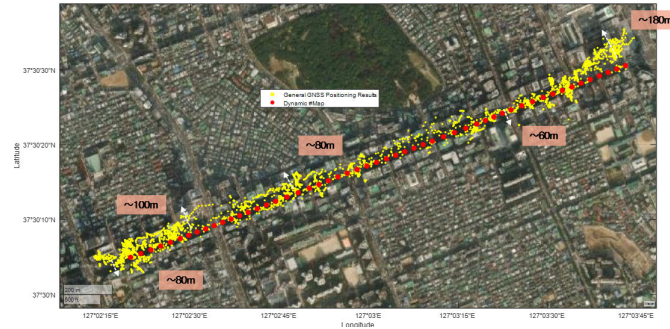 ~180m
37°30'30"N
General GNSS Positioning Results
Dynamic #Map
37°30'20"N
~60m
~80m
Latitude
~100m
37°30'10"N
~80m
200 m
37°30'N
127°02'15"E 127°02'30"E 127°02'45"E 127°03'E 127°03'15"E 127°03'30"E 127°03'45"E
Longitude